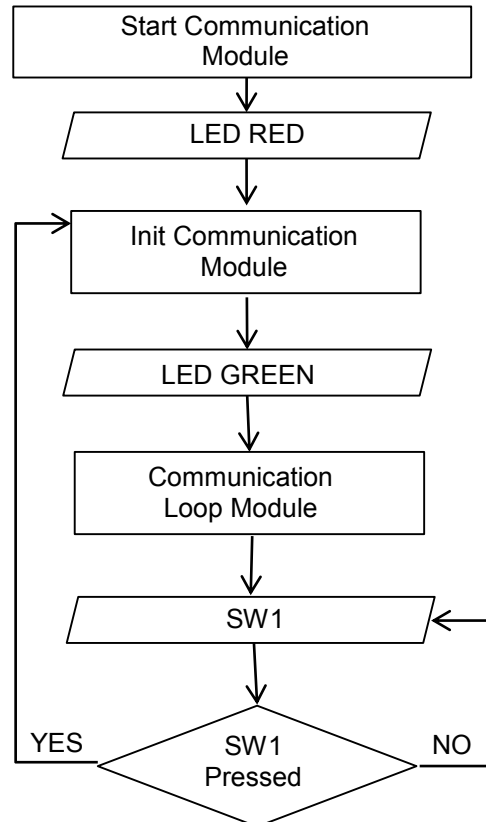 Start Communication
Module
LED RED
Init Communication
Module
LED GREEN
Communication
Loop Module
SW1
YES
SW1
Pressed
NO